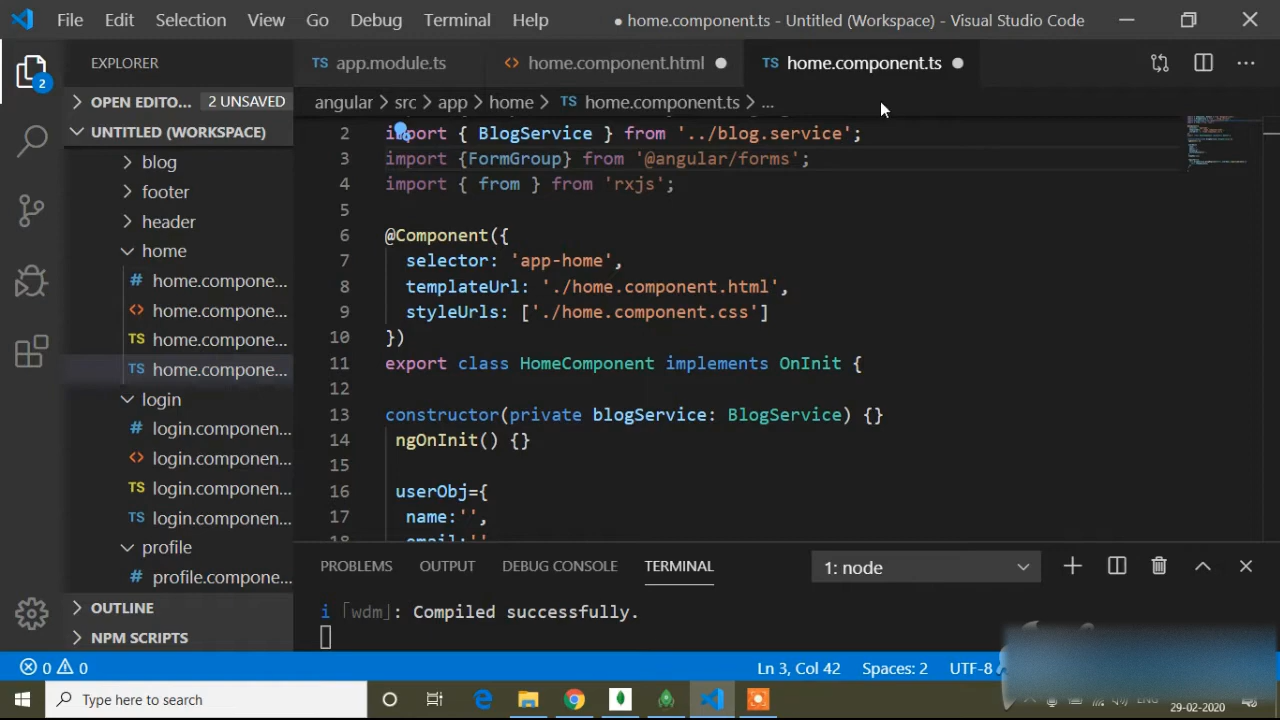 File Edit Selection View Go Debug Terminal Help ● home.component.ts - Untitled (Workspace) - Visual Studio Code
EXPLORER
TS app.module.ts <> home.component.html ● TS home.component.ts ●
2
> OPEN EDITO... 2 UNSAVED
angular > src > app > home > TS home.component.ts > ...
UNTITLED (WORKSPACE)
> blog
> footer
> header
home
# home.compone...
<> home.compone...
TS home.compone...
TS home.compone...
login
# login.componen...
<> login.componen...
TS login.componen...
TS login.componen...
profile
# profile.compone...
> OUTLINE
> NPM SCRIPTS
2 import { BlogService } from '../blog.service';
3 import {FormGroup} from '@angular/forms';
4 import { from } from 'rxjs';
5
6 @Component({
7 selector: 'app-home',
8 templateUrl: './home.component.html',
9 styleUrls: ['./home.component.css']
10 })
11 export class HomeComponent implements OnInit {
12
13 constructor(private blogService: BlogService) {}
14 ngOnInit() {}
15
16 userObj={
17 name:'',
18 email:''
PROBLEMS OUTPUT DEBUG CONSOLE TERMINAL 1: node
i ｢wdm｣: Compiled successfully.
0 0 Ln 3, Col 42 Spaces: 2 UTF-8
Type here to search
ENG
29-02-2020